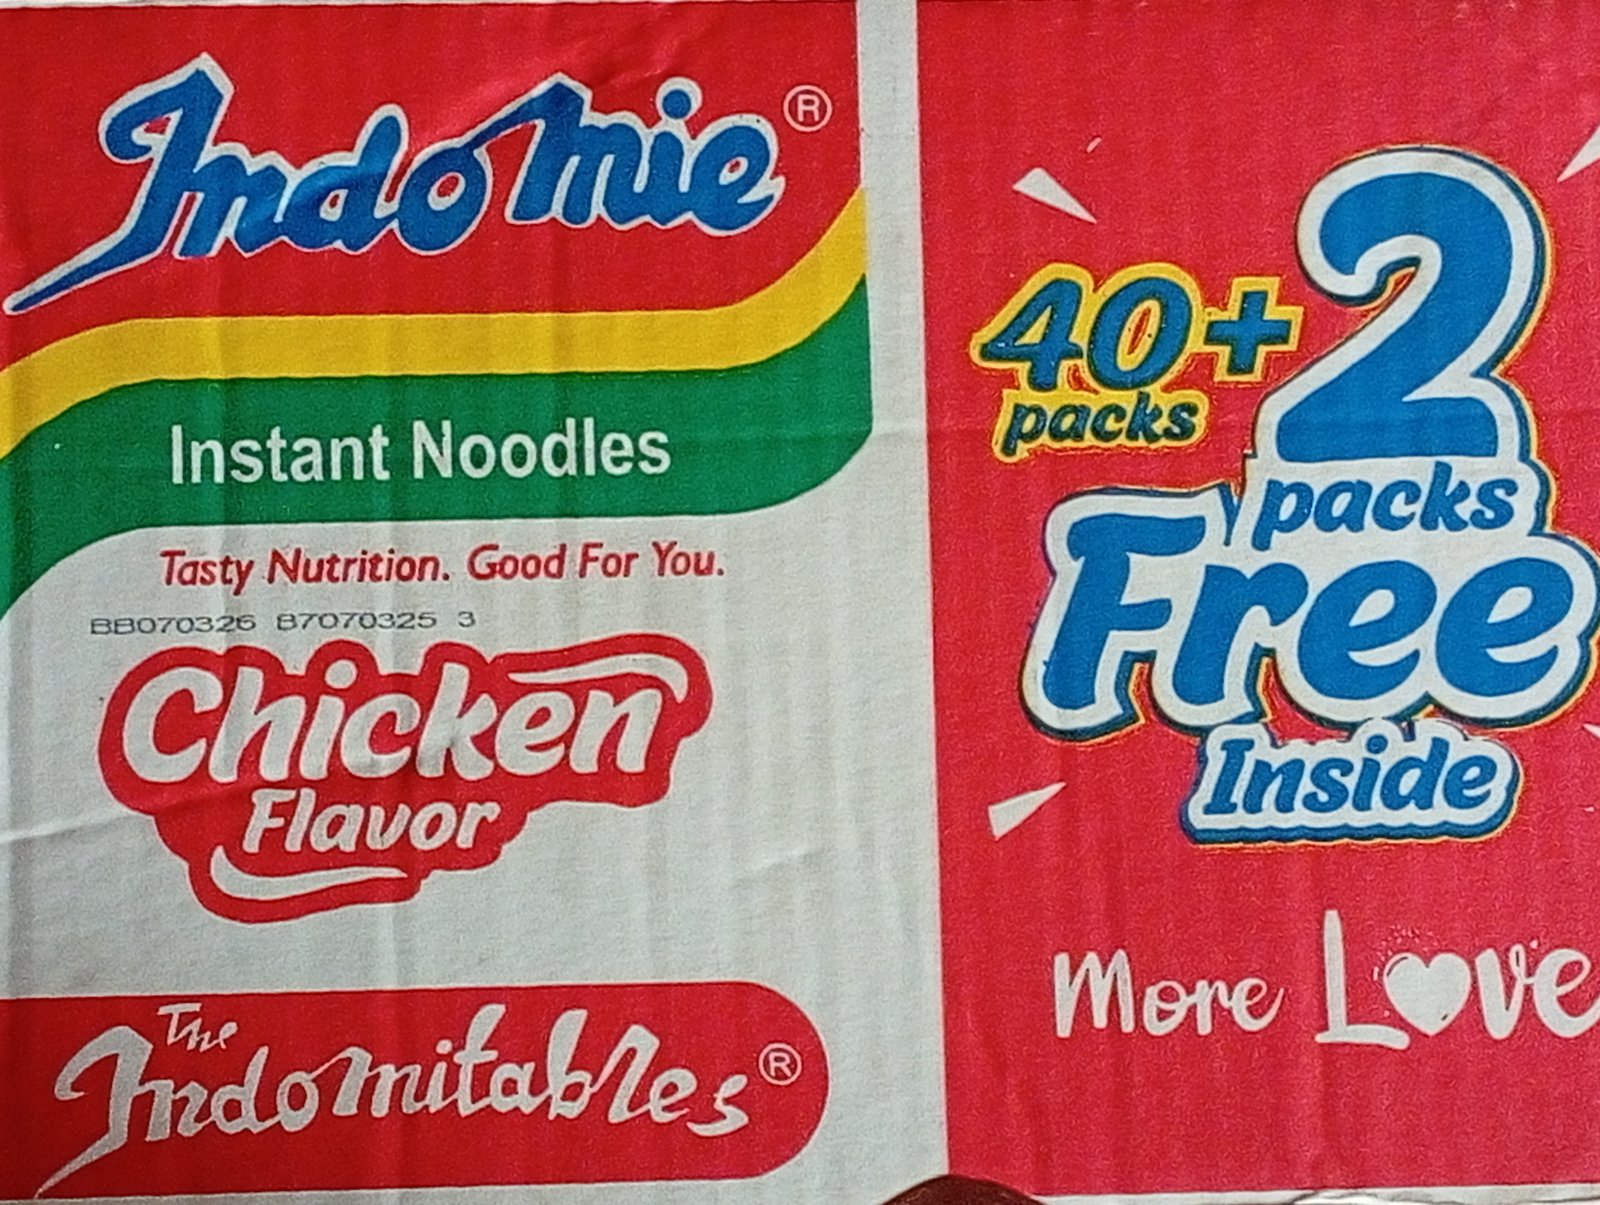 Indomie®
Instant Noodles
Tasty Nutrition. Good For You.
BB070326 B7070325 3
Chicken
Flavor
The
Indomitables®
40+
packs
2
packs
Free
Inside
More Love